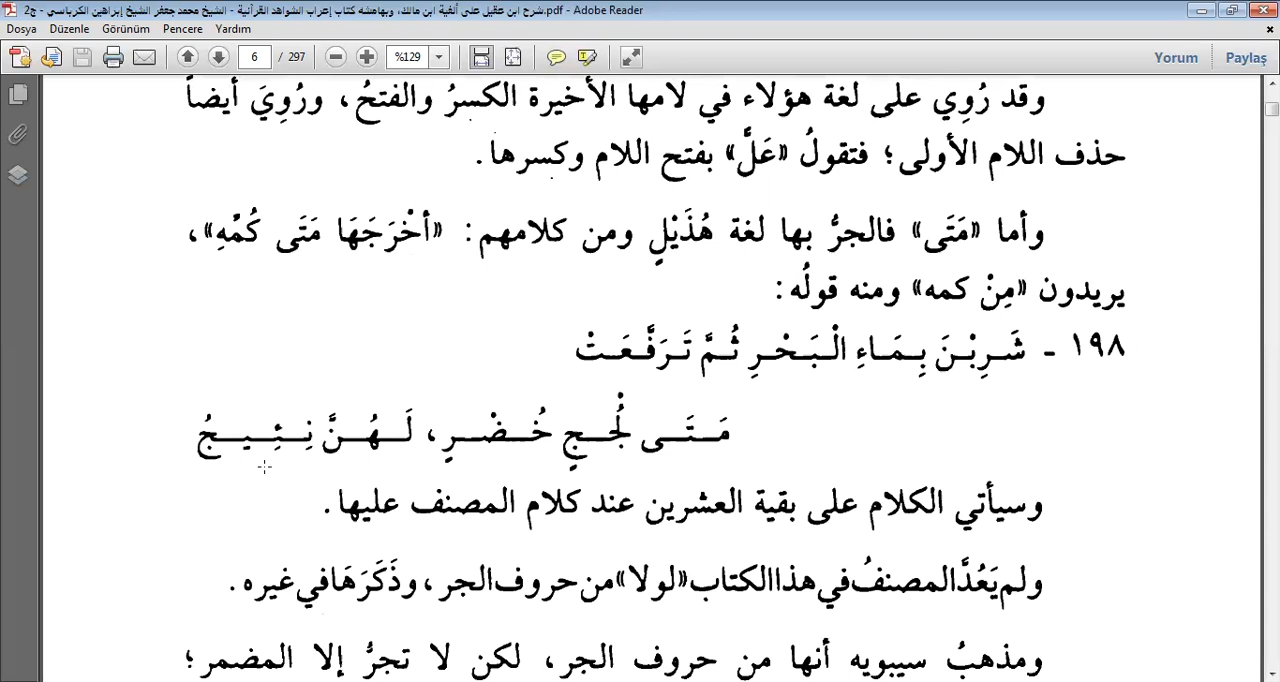 شرح ابن عقيل على ألفية ابن مالك، وبهامشه كتاب إعراب الشواهد القرآنية - الشيخ محمد جعفر الشيخ إبراهيم الكرباسي - ج2.pdf - Adobe Reader
Dosya Düzenle Görünüm Pencere Yardım
6 / 297 %129 Yorum Paylaş
وقد رُوِي على لغة هؤلاء في لامها الأخيرة الكسرُ والفتحُ، ورُوِيَ أيضاً
حذف اللام الأولى؛ فتقولُ «عَلَّ» بفتح اللام وكسرها.
وأما «مَتَى» فالجرُّ بها لغة هُذَيْلٍ ومن كلامهم: «أخْرَجَهَا مَتَى كُمِّهِ»،
يريدون «مِنْ كمه» ومنه قولُه:
١٩٨ - شَرِبْنَ بِمَاءِ الْبَحْرِ ثُمَّ تَرَفَّعَتْ
مَتَى لُجَجٍ خُضْرٍ، لَهُنَّ نِئِيجُ
وسيأتي الكلام على بقية العشرين عند كلام المصنف عليها.
ولم يَعُدَّ المصنفُ في هذا الكتاب «لولا» من حروف الجر، وذَكَرَهَا في غيره.
ومذهبُ سيبويه أنها من حروف الجر، لكن لا تجرُّ إلا المضمر؛